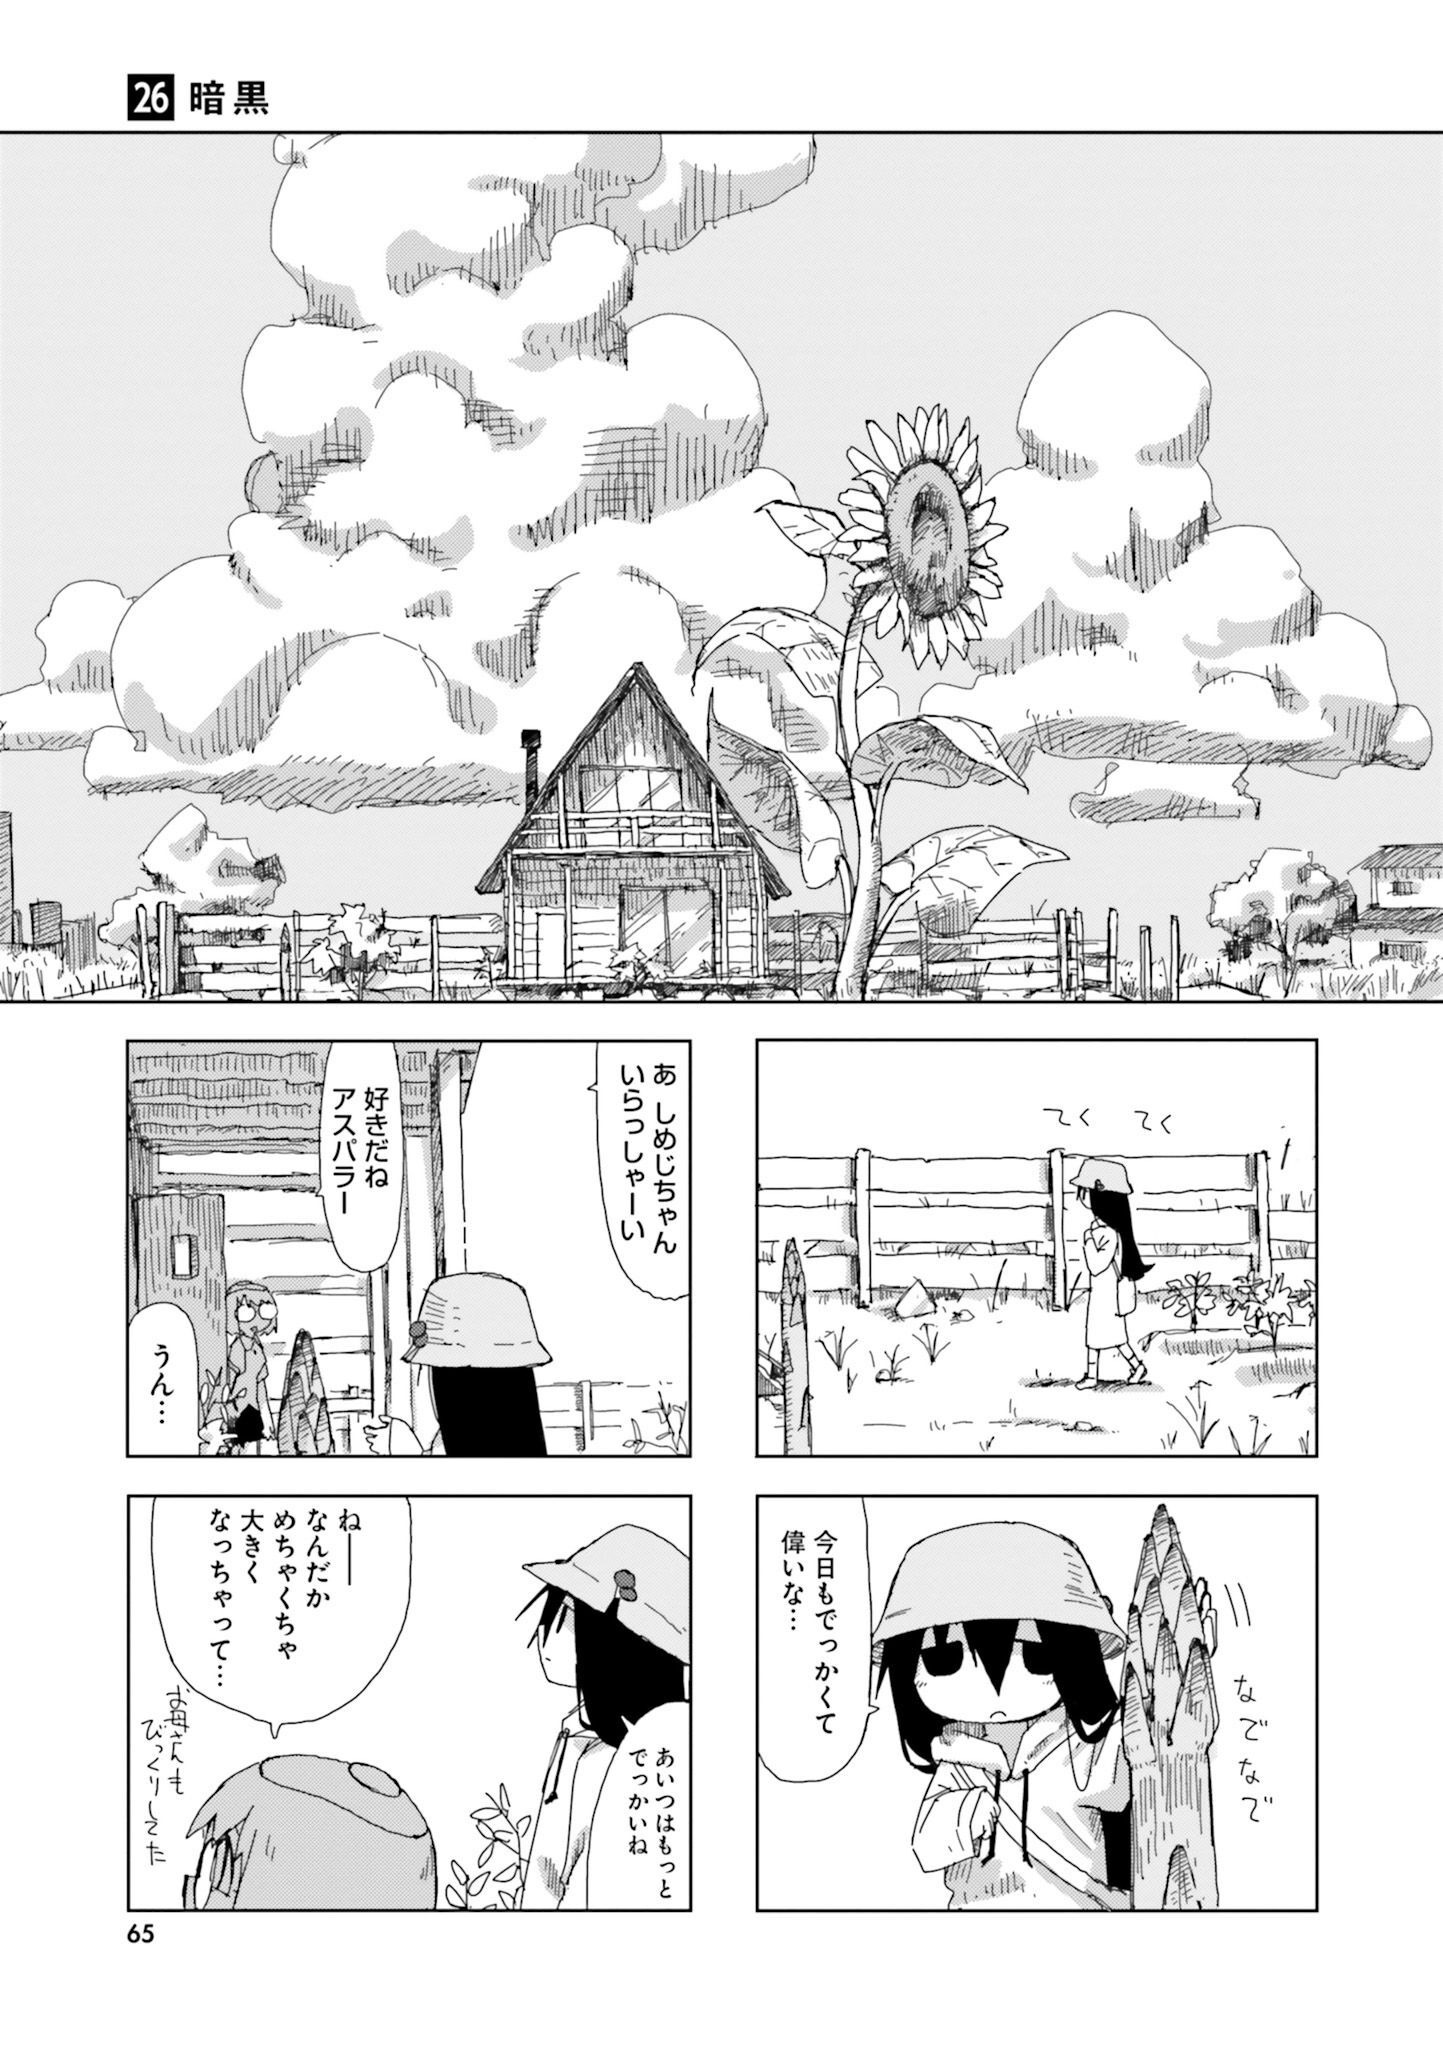 26 暗黒
てく てく
今日もでっかくて
偉いな…
なでなで
あ しめじちゃん
いらっしゃーい
好きだね
アスパラー
うん…
あいつはもっと
でっかいね
ねー
なんだか
めちゃくちゃ
大きく
なっちゃって…
お母さんも
びっくりしてた
65